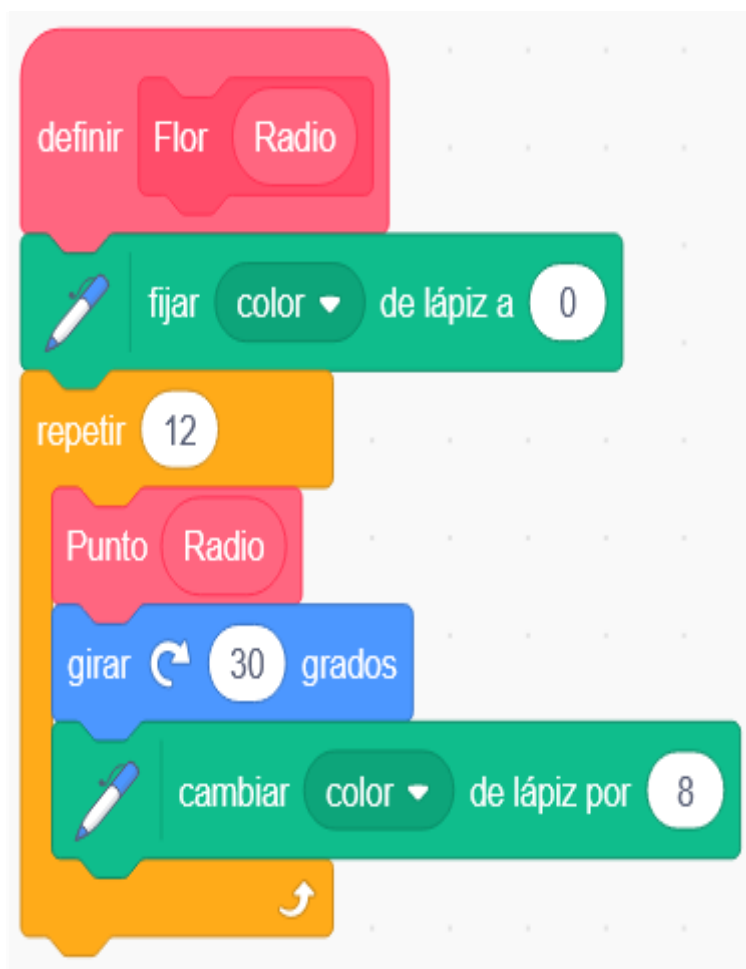 definir Flor Radio
fijar color de lápiz a 0
repetir 12
Punto Radio
girar 30 grados
cambiar color de lápiz por 8